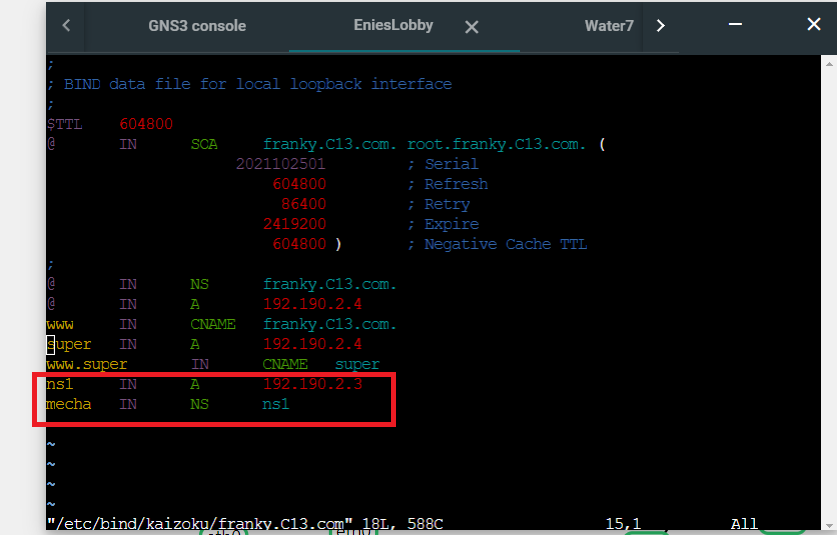 GNS3 console EniesLobby Water7
;
; BIND data file for local loopback interface
;
$TTL 604800
@ IN SOA franky.C13.com. root.franky.C13.com. (
2021102501 ; Serial
604800 ; Refresh
86400 ; Retry
2419200 ; Expire
604800 ) ; Negative Cache TTL
;
@ IN NS franky.C13.com.
@ IN A 192.190.2.4
www IN CNAME franky.C13.com.
super IN A 192.190.2.4
www.super IN CNAME super
ns1 IN A 192.190.2.3
mecha IN NS ns1
~
~
~
~
"/etc/bind/kaizoku/franky.C13.com" 18L, 588C 15,1 All